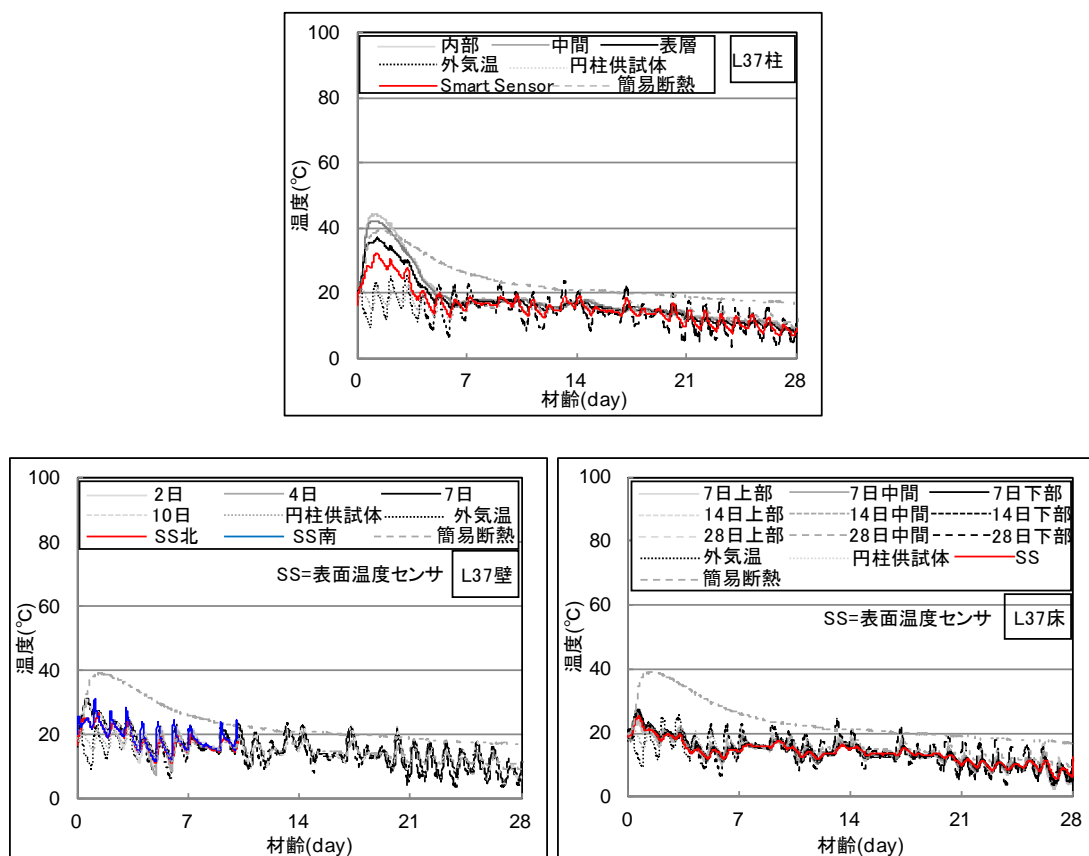 100
80
60
40
20
0
温度(℃)
内部 中間 表層
外気温 円柱供試体
Smart Sensor 簡易断熱
L37柱
0 7 14 21 28
材齢(day)
100
80
60
40
20
0
温度(℃)
2日 4日 7日
10日 円柱供試体 外気温
SS北 SS南 簡易断熱
SS=表面温度センサ L37壁
0 7 14 21 28
材齢(day)
100
80
60
40
20
0
温度(℃)
7日上部 7日中間 7日下部
14日上部 14日中間 14日下部
28日上部 28日中間 28日下部
外気温 円柱供試体 SS
簡易断熱
SS=表面温度センサ L37床
0 7 14 21 28
材齢(day)